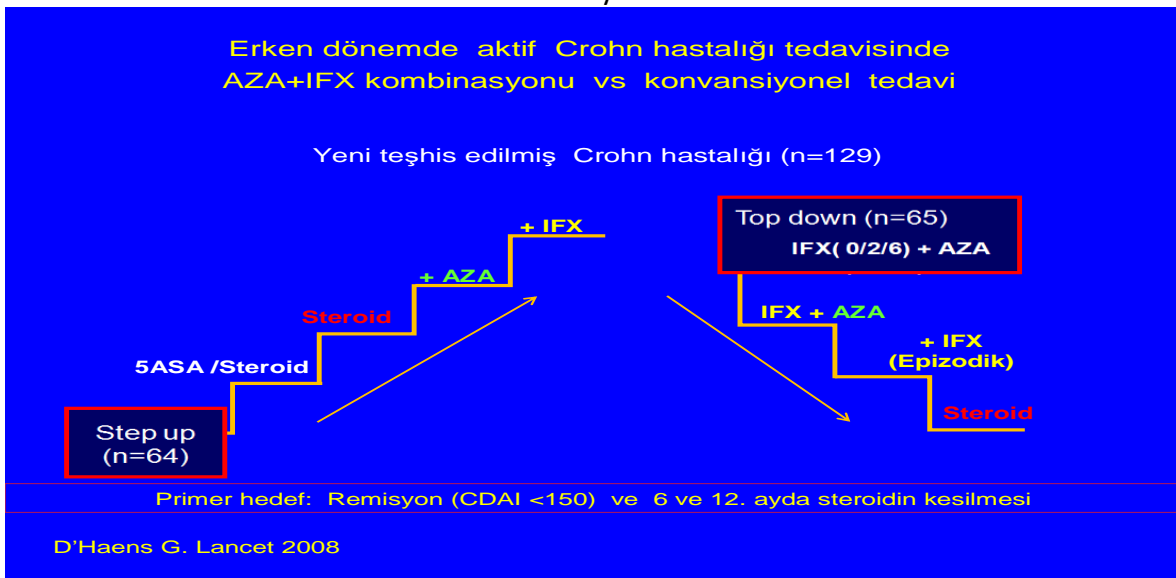 Erken dönemde aktif Crohn hastalığı tedavisinde
AZA+IFX kombinasyonu vs konvansiyonel tedavi
Yeni teşhis edilmiş Crohn hastalığı (n=129)
+ IFX
+ AZA
Steroid
5ASA /Steroid
Step up
(n=64)
Top down (n=65)
IFX( 0/2/6) + AZA
IFX + AZA
+ IFX
(Epizodik)
Steroid
Primer hedef: Remisyon (CDAI <150) ve 6 ve 12. ayda steroidin kesilmesi
D'Haens G. Lancet 2008